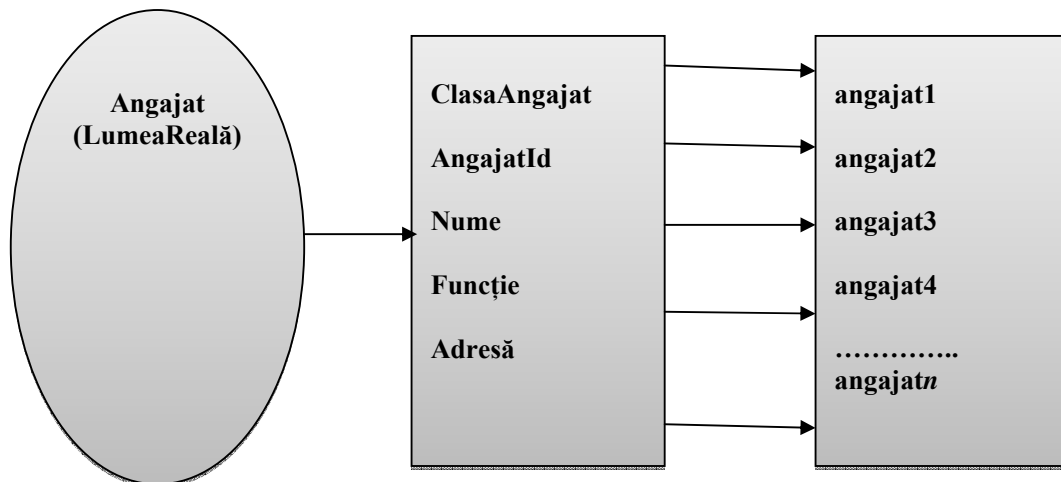 Angajat
(LumeaReală)
ClasaAngajat
AngajatId
Nume
Funcție
Adresă
angajat1
angajat2
angajat3
angajat4
…………..
angajatn